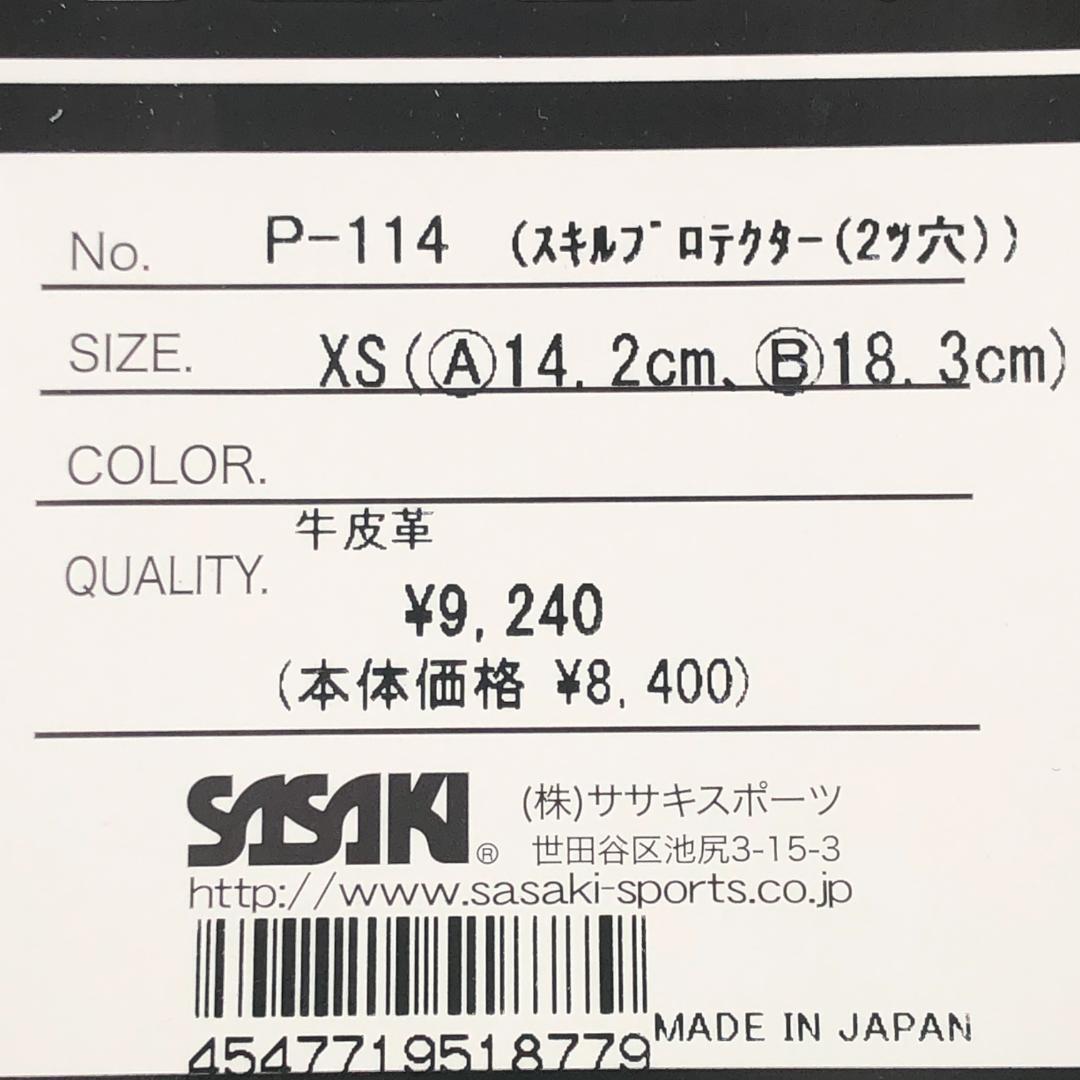 No. P-114 (ｽｷﾙﾌﾟﾛﾃｸﾀｰ(2ﾂ穴))
SIZE. XS(Ⓐ14.2cm、Ⓑ18.3cm)
COLOR.
牛皮革
QUALITY.
¥9,240
(本体価格 ¥8,400)
SASAKI® (株)ササキスポーツ
世田谷区池尻3-15-3
http://www.sasaki-sports.co.jp
MADE IN JAPAN
4547719518779